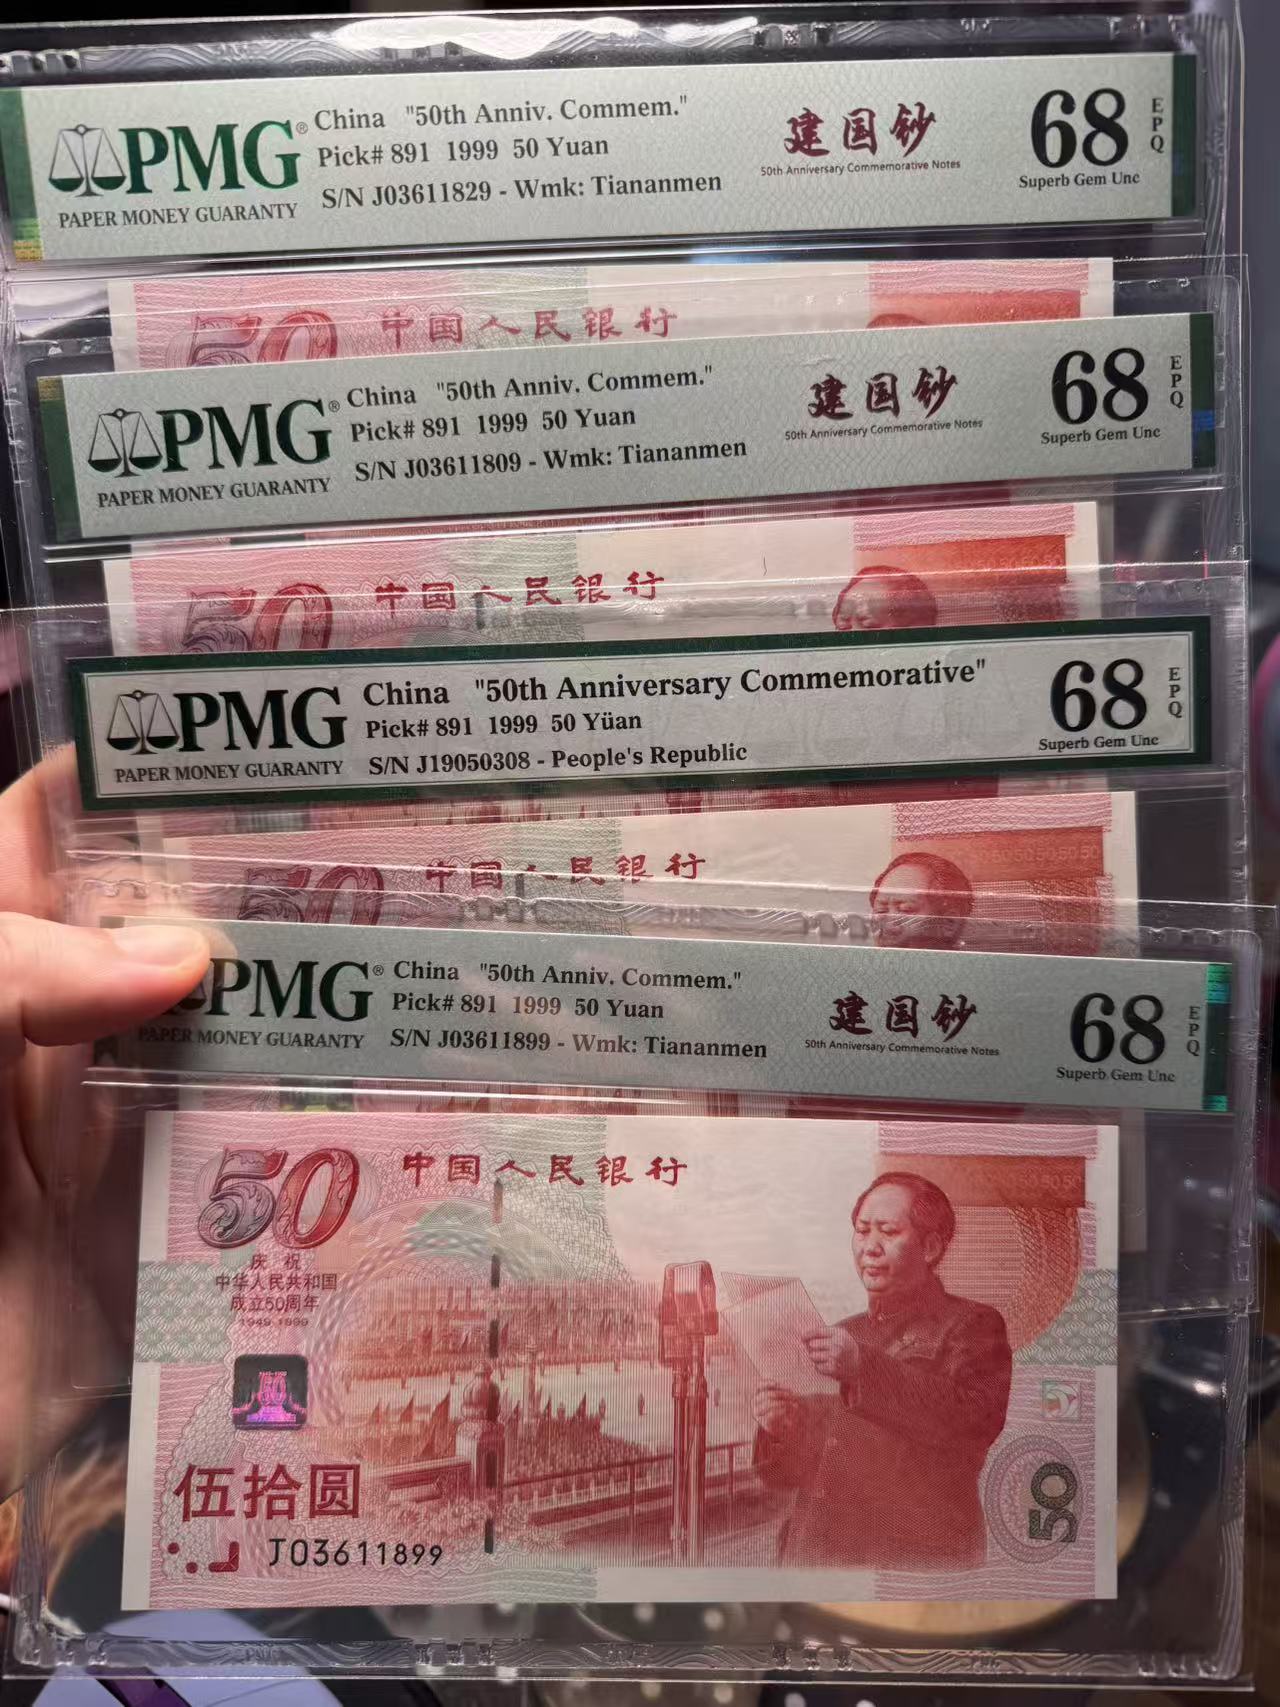 PMG® China "50th Anniv. Commem."
Pick# 891 1999 50 Yuan
S/N J03611829 - Wmk: Tiananmen
PAPER MONEY GUARANTY
建国钞
50th Anniversary Commemorative Notes
68 EPQ
Superb Gem Unc
50 中国人民银行
PMG® China "50th Anniv. Commem."
Pick# 891 1999 50 Yuan
S/N J03611809 - Wmk: Tiananmen
PAPER MONEY GUARANTY
建国钞
50th Anniversary Commemorative Notes
68 EPQ
Superb Gem Unc
50 中国人民银行
PMG China "50th Anniversary Commemorative"
Pick# 891 1999 50 Yüan
S/N J19050308 - People's Republic
PAPER MONEY GUARANTY
68 EPQ
Superb Gem Unc
50 中国人民银行
PMG® China "50th Anniv. Commem."
Pick# 891 1999 50 Yuan
S/N J03611899 - Wmk: Tiananmen
PAPER MONEY GUARANTY
建国钞
50th Anniversary Commemorative Notes
68 EPQ
Superb Gem Unc
50 中国人民银行
庆祝
中华人民共和国
成立50周年
1949-1999
50
伍拾圆
J03611899
50